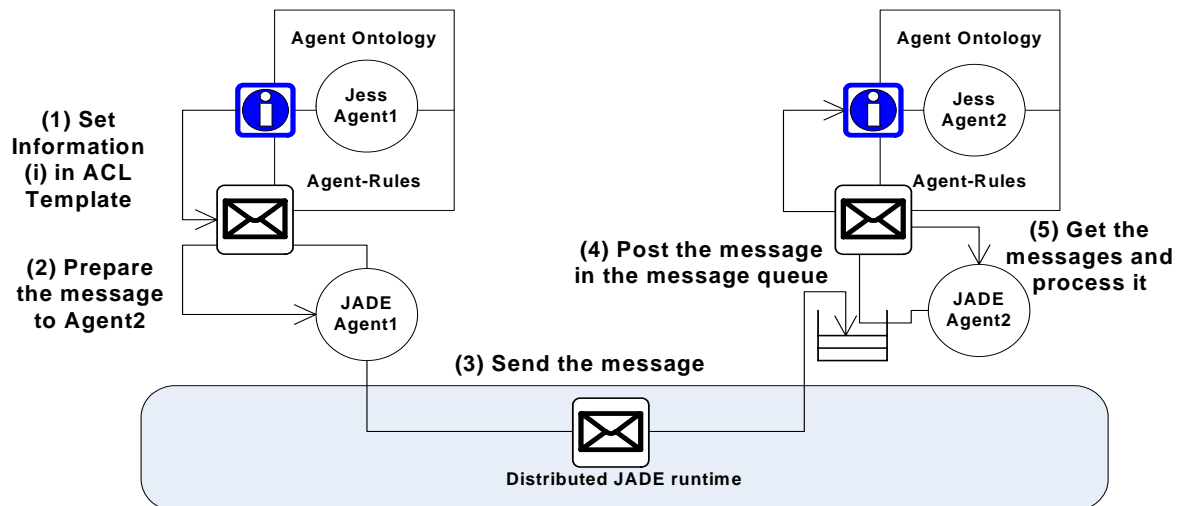 Agent Ontology
Jess
Agent1
(1) Set
Information
(i) in ACL
Template
Agent-Rules
(2) Prepare
the message
to Agent2
JADE
Agent1
(3) Send the message
Distributed JADE runtime
(4) Post the message
in the message queue
Agent Ontology
Jess
Agent2
Agent-Rules
(5) Get the
messages and
process it
JADE
Agent2